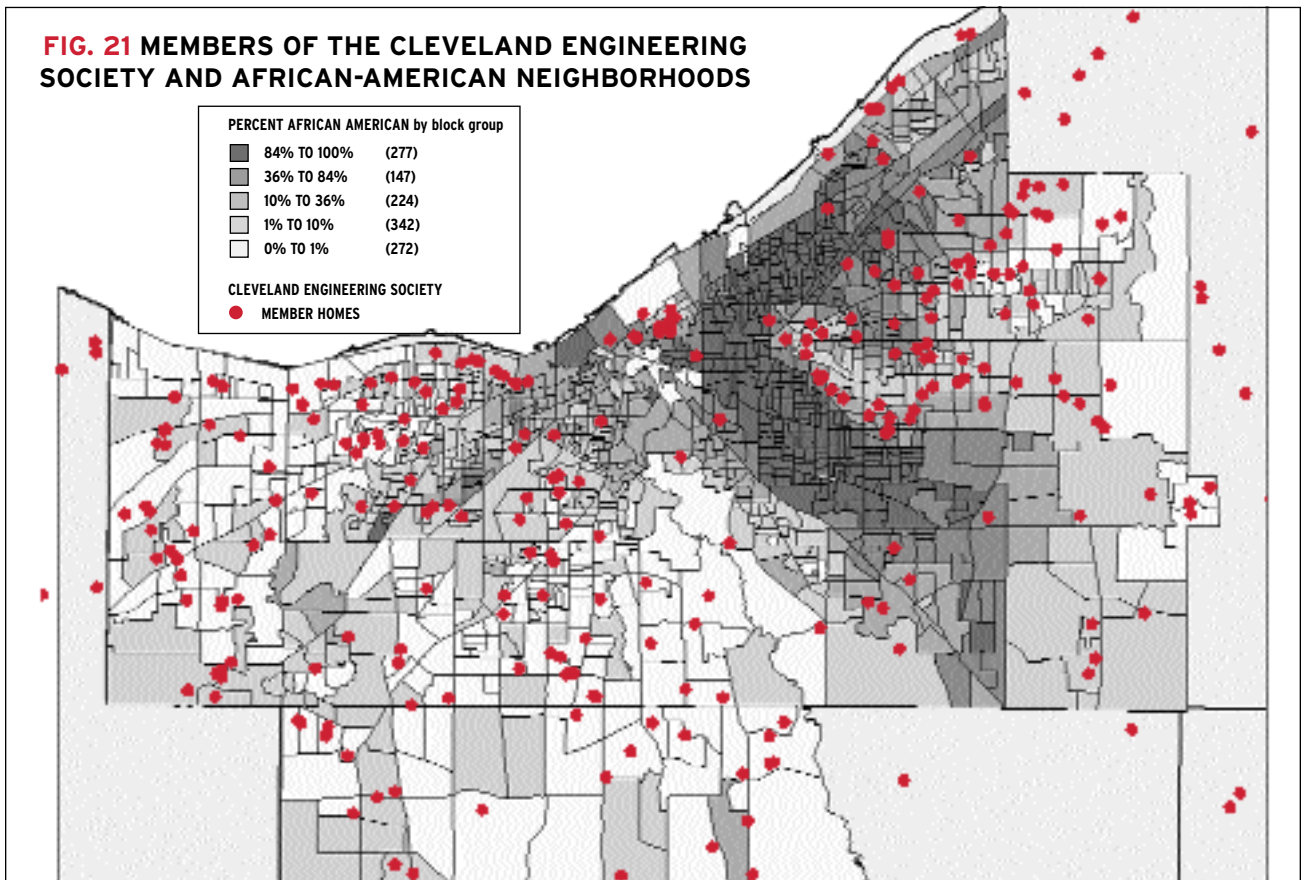 FIG. 21 MEMBERS OF THE CLEVELAND ENGINEERING
SOCIETY AND AFRICAN-AMERICAN NEIGHBORHOODS
PERCENT AFRICAN AMERICAN by block group
84% TO 100% (277)
36% TO 84% (147)
10% TO 36% (224)
1% TO 10% (342)
0% TO 1% (272)
CLEVELAND ENGINEERING SOCIETY
MEMBER HOMES